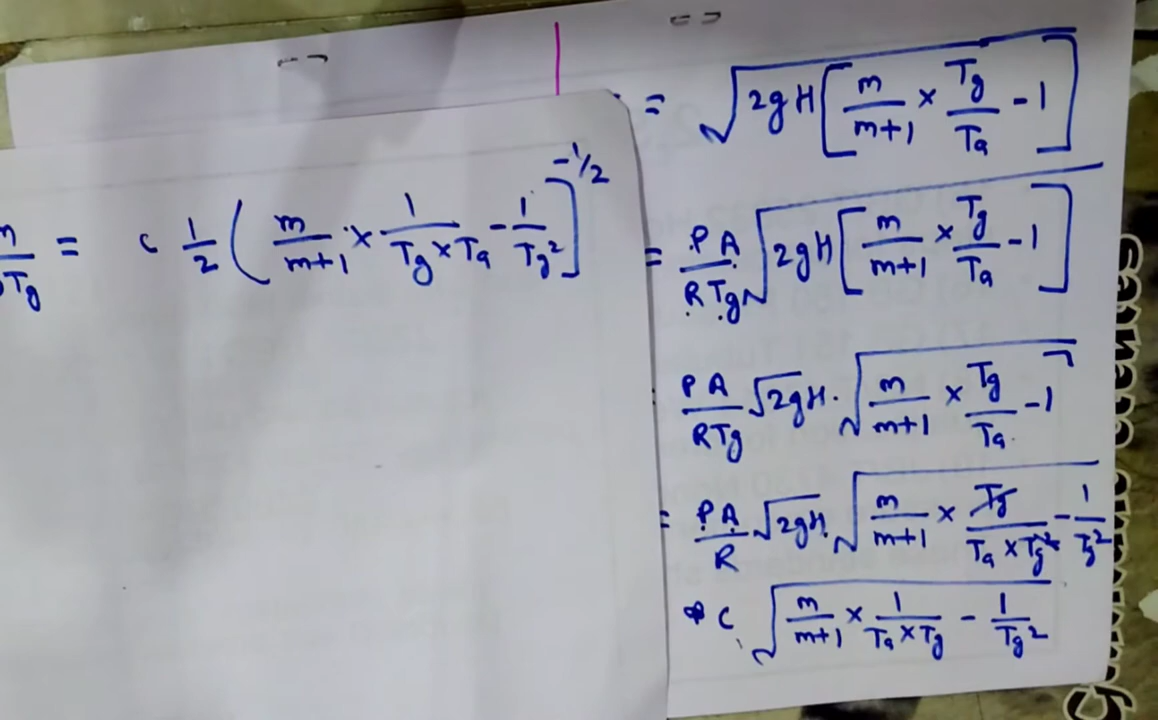 = √2gH[m/m+1 × Tg/Ta - 1]
= PA/RTg √2gH[m/m+1 × Tg/Ta - 1]
PA/RTg √2gH · √m/m+1 × Tg/Ta - 1
= PA/R √2gH · √m/m+1 × Tg/Ta × Tg² - 1/Tg²
C √m/m+1 × 1/Ta × Tg - 1/Tg²
= C 1/2 (m/m+1 × 1/Tg × Ta - 1/Tg²]^-1/2